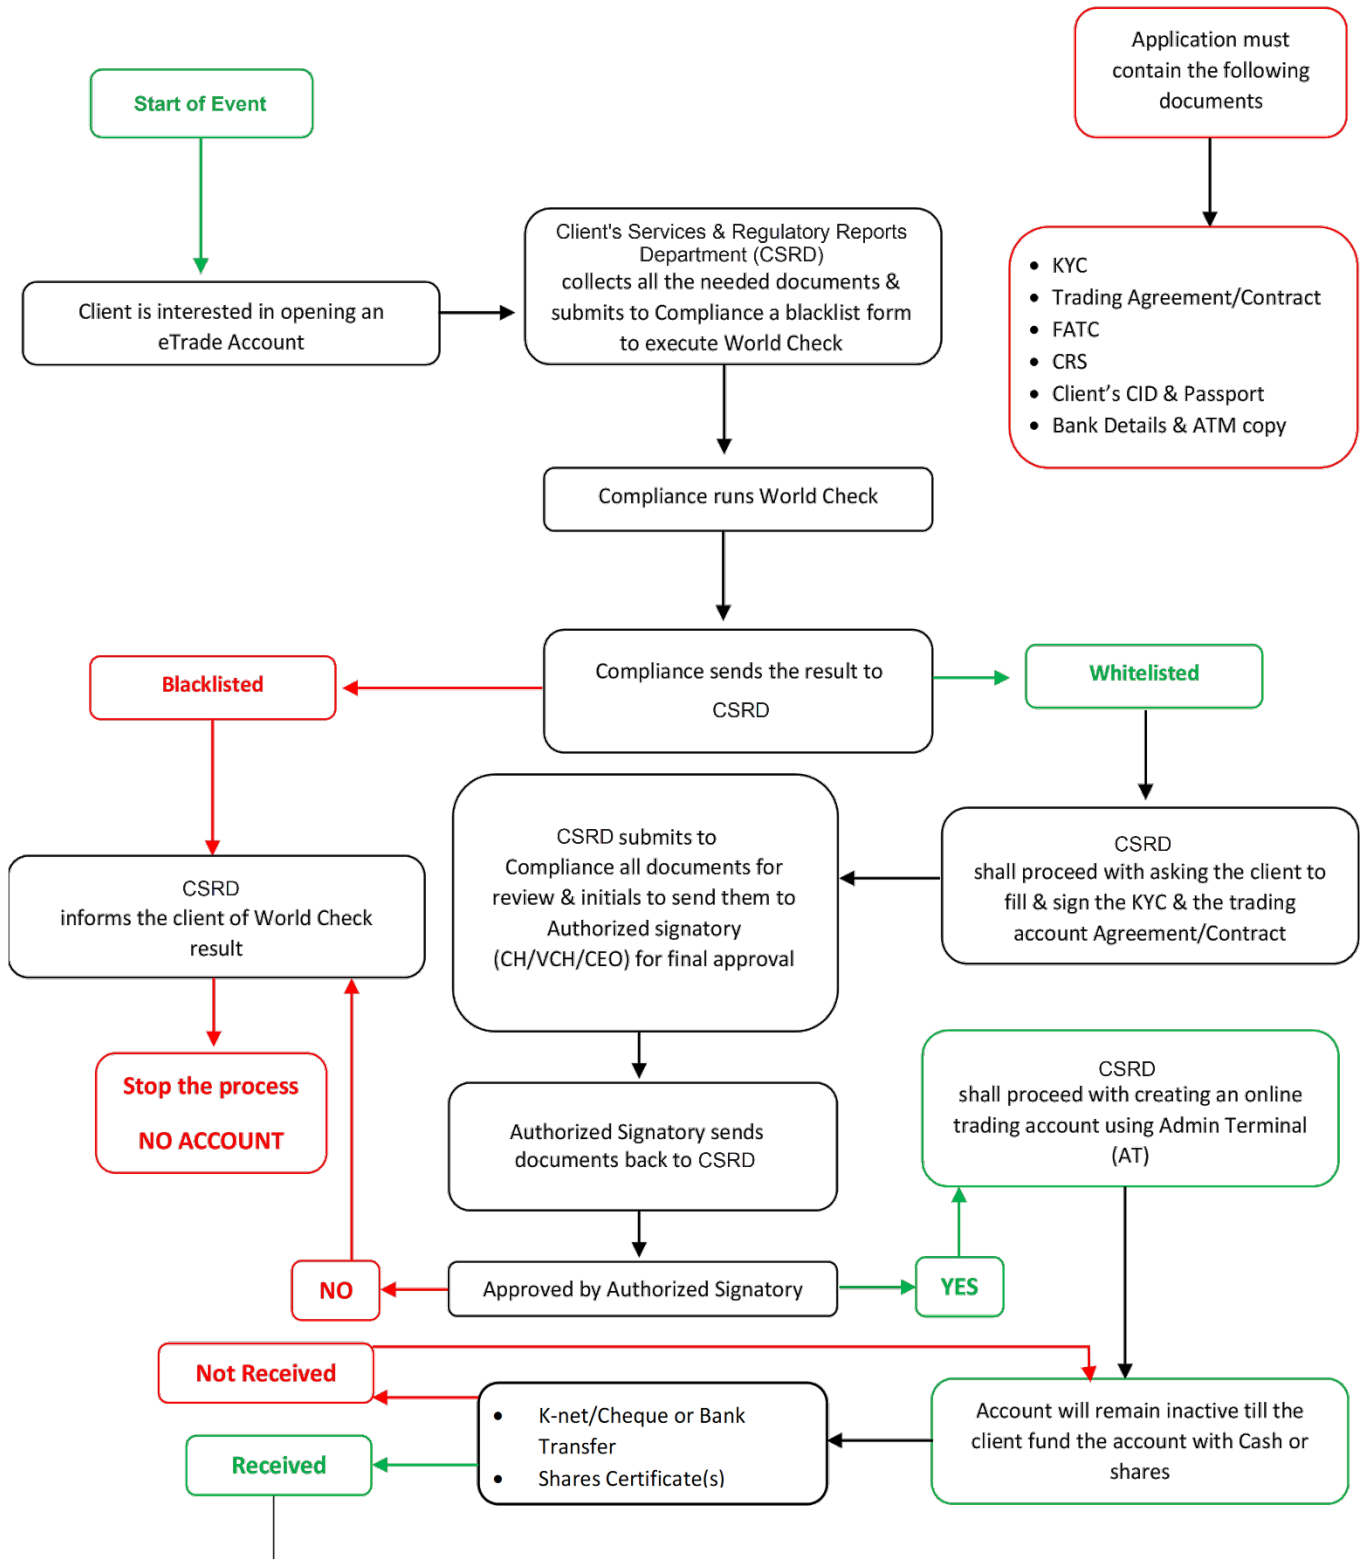 Start of Event
Application must
contain the following
documents
Client is interested in opening an
eTrade Account
Client's Services & Regulatory Reports
Department (CSRD)
collects all the needed documents &
submits to Compliance a blacklist form
to execute World Check
• KYC
• Trading Agreement/Contract
• FATC
• CRS
• Client’s CID & Passport
• Bank Details & ATM copy
Compliance runs World Check
Compliance sends the result to
CSRD
Blacklisted
Whitelisted
CSRD
informs the client of World Check
result
CSRD submits to
Compliance all documents for
review & initials to send them to
Authorized signatory
(CH/VCH/CEO) for final approval
CSRD
shall proceed with asking the client to
fill & sign the KYC & the trading
account Agreement/Contract
Stop the process
NO ACCOUNT
Authorized Signatory sends
documents back to CSRD
CSRD
shall proceed with creating an online
trading account using Admin Terminal
(AT)
NO
Approved by Authorized Signatory
YES
Not Received
Received
• K-net/Cheque or Bank
Transfer
• Shares Certificate(s)
Account will remain inactive till the
client fund the account with Cash or
shares